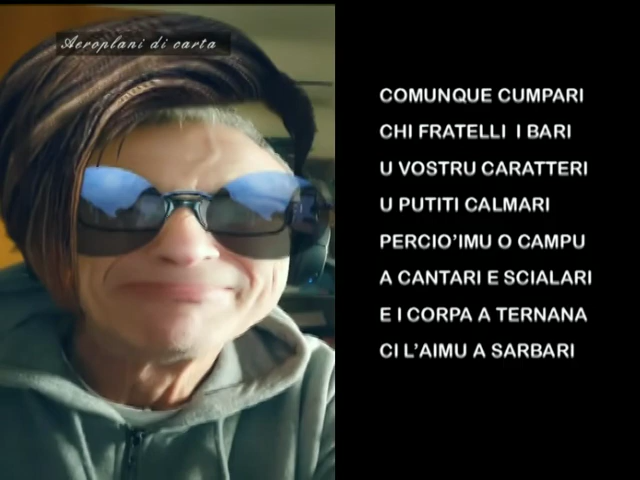 Aeroplani di carta
COMUNQUE CUMPARI
CHI FRATELLI I BARI
U VOSTRU CARATTERI
U PUTITI CALMARI
PERCIO'IMU O CAMPU
A CANTARI E SCIALARI
E I CORPA A TERNANA
CI L'AIMU A SARBARI